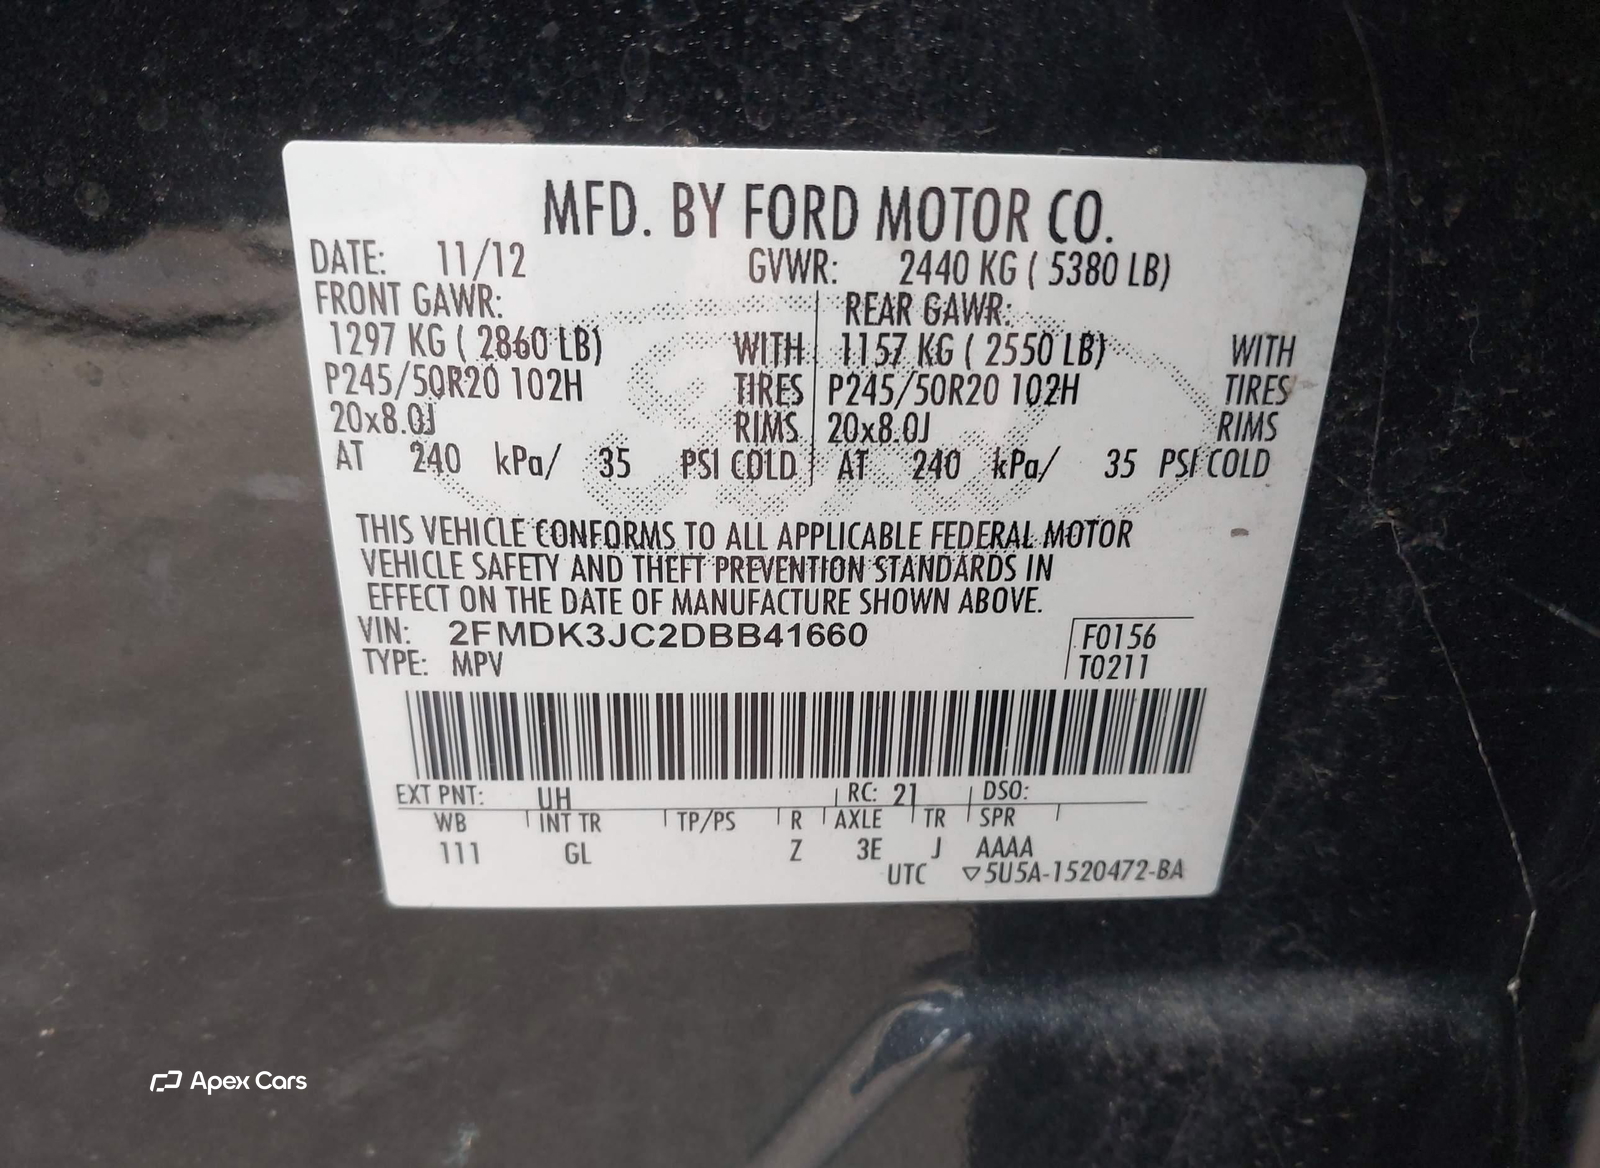 MFD. BY FORD MOTOR CO.
DATE: 11/12 GVWR: 2440 KG ( 5380 LB)
FRONT GAWR: REAR GAWR:
1297 KG ( 2860 LB) WITH 1157 KG ( 2550 LB) WITH
P245/50R20 102H TIRES P245/50R20 102H TIRES
20x8.0J RIMS 20x8.0J RIMS
AT 240 kPa/ 35 PSI COLD AT 240 kPa/ 35 PSI COLD
THIS VEHICLE CONFORMS TO ALL APPLICABLE FEDERAL MOTOR
VEHICLE SAFETY AND THEFT PREVENTION STANDARDS IN
EFFECT ON THE DATE OF MANUFACTURE SHOWN ABOVE.
VIN: 2FMDK3JC2DBB41660 F0156
TYPE: MPV T0211
EXT PNT: UH RC: 21 DSO:
WB INT TR TP/PS R AXLE TR SPR
111 GL Z 3E J AAAA
UTC ▽5U5A-1520472-BA
Apex Cars